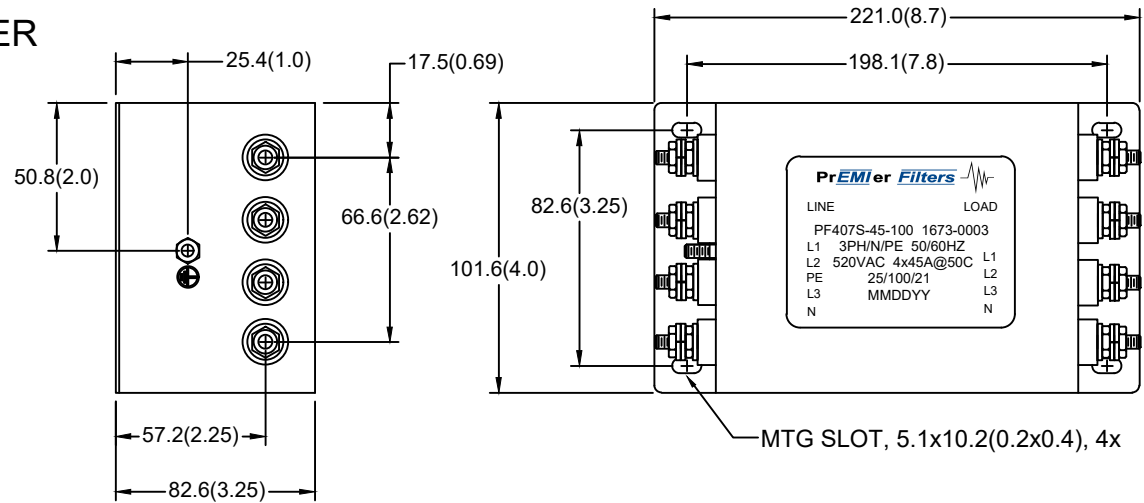 ER
25.4(1.0)
17.5(0.69)
50.8(2.0)
66.6(2.62)
57.2(2.25)
82.6(3.25)
221.0(8.7)
198.1(7.8)
82.6(3.25)
101.6(4.0)
PrEMIer Filters
LINE LOAD
PF407S-45-100 1673-0003
L1 3PH/N/PE 50/60HZ
L2 520VAC 4x45A@50C L1
PE 25/100/21 L2
L3 MMDDYY L3
N N
MTG SLOT, 5.1x10.2(0.2x0.4), 4x